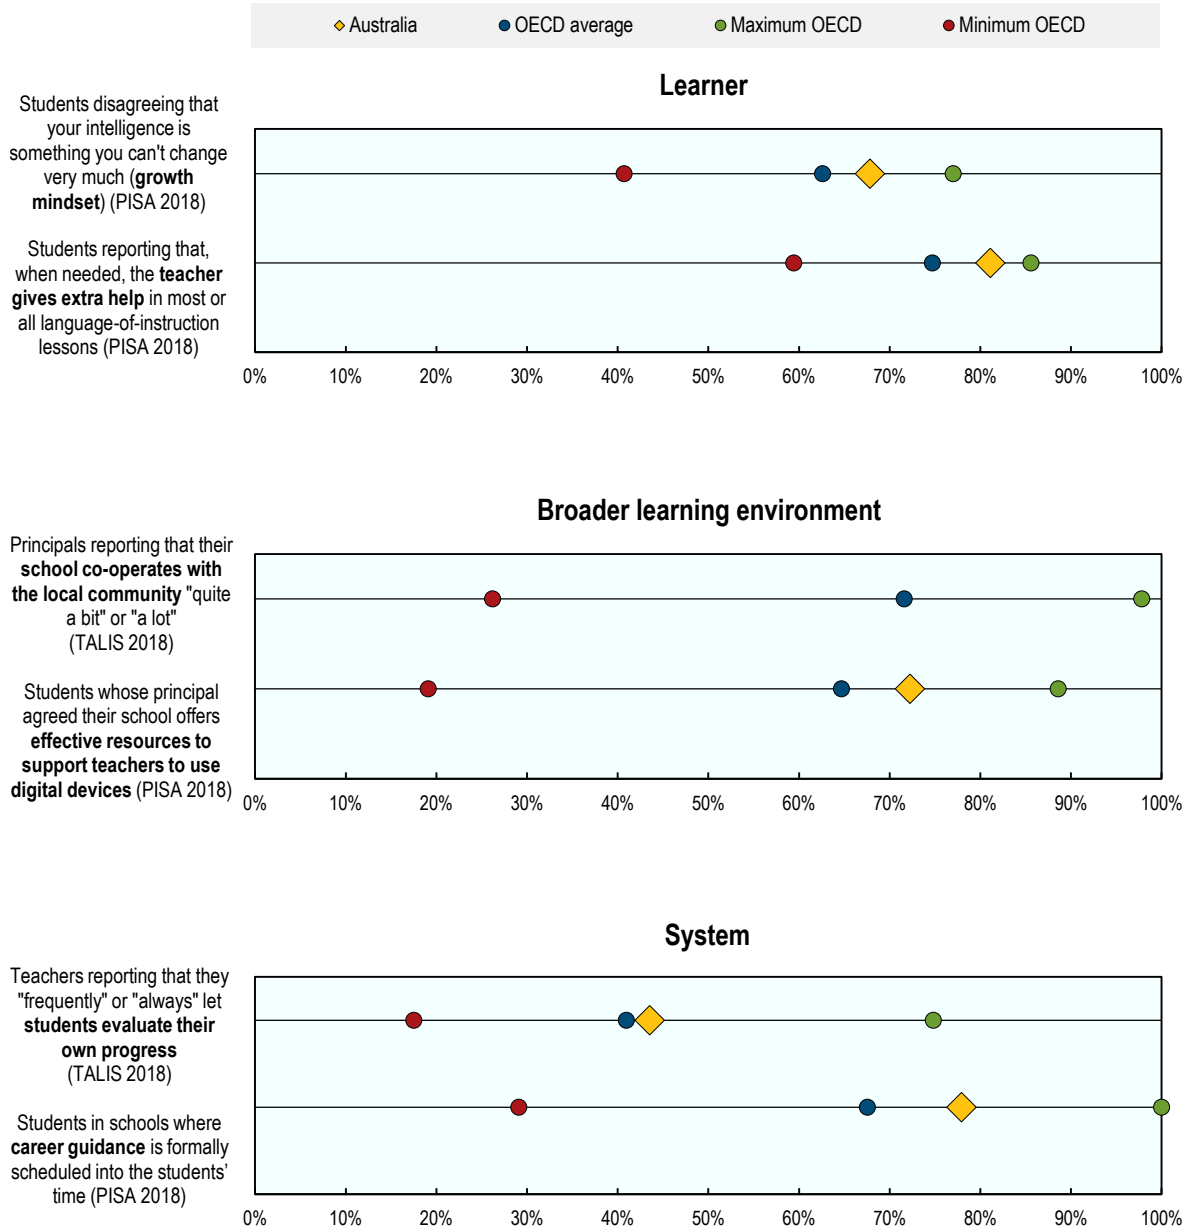 Australia
OECD average
Maximum OECD
Minimum OECD
Learner
Students disagreeing that
your intelligence is
something you can't change
very much (growth
mindset) (PISA 2018)
Students reporting that,
when needed, the teacher
gives extra help in most or
all language-of-instruction
lessons (PISA 2018)
0% 10% 20% 30% 40% 50% 60% 70% 80% 90% 100%
Broader learning environment
Principals reporting that their
school co-operates with
the local community "quite
a bit" or "a lot"
(TALIS 2018)
Students whose principal
agreed their school offers
effective resources to
support teachers to use
digital devices (PISA 2018)
0% 10% 20% 30% 40% 50% 60% 70% 80% 90% 100%
System
Teachers reporting that they
"frequently" or "always" let
students evaluate their
own progress
(TALIS 2018)
Students in schools where
career guidance is formally
scheduled into the students’
time (PISA 2018)
0% 10% 20% 30% 40% 50% 60% 70% 80% 90% 100%